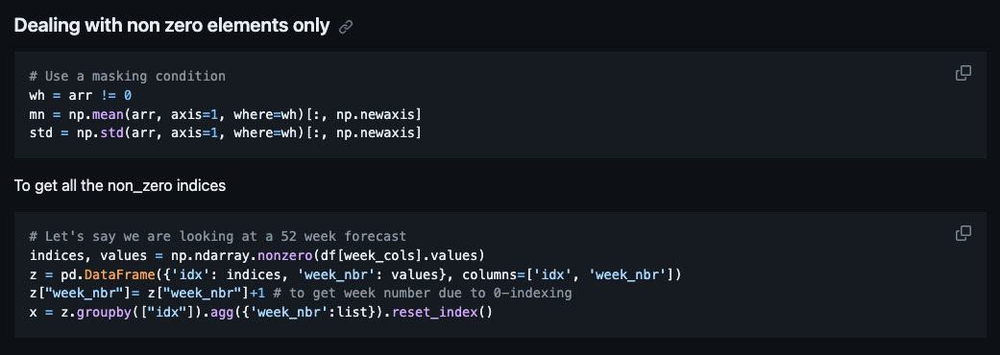 Dealing with non zero elements only
# Use a masking condition
wh = arr != 0
mn = np.mean(arr, axis=1, where=wh)[:, np.newaxis]
std = np.std(arr, axis=1, where=wh)[:, np.newaxis]
To get all the non_zero indices
# Let's say we are looking at a 52 week forecast
indices, values = np.ndarray.nonzero(df[week_cols].values)
z = pd.DataFrame({'idx': indices, 'week_nbr': values}, columns=['idx', 'week_nbr'])
z["week_nbr"]= z["week_nbr"]+1 # to get week number due to 0-indexing
x = z.groupby(["idx"]).agg({'week_nbr':list}).reset_index()